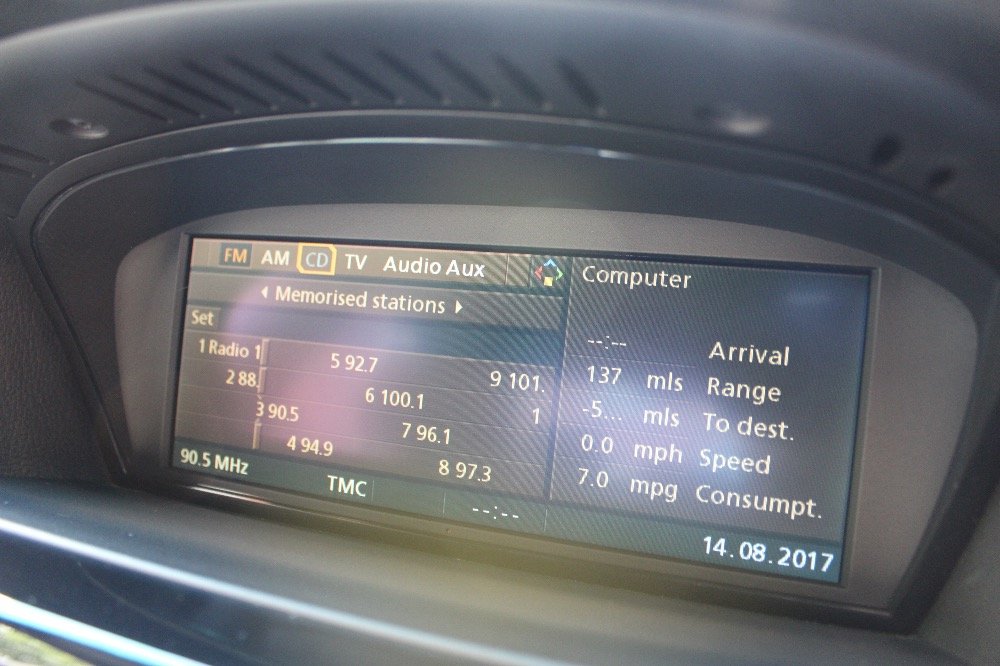 FM AM CD TV Audio Aux
Memorised stations
Set
1 Radio 1
2 88.
3 90.5
4 94.9
5 92.7
6 100.1
7 96.1
8 97.3
9 101.
1
90.5 MHz
TMC
--:--
Computer
--:-- Arrival
137 mls Range
-5... mls To dest.
0.0 mph Speed
7.0 mpg Consumpt.
14.08.2017